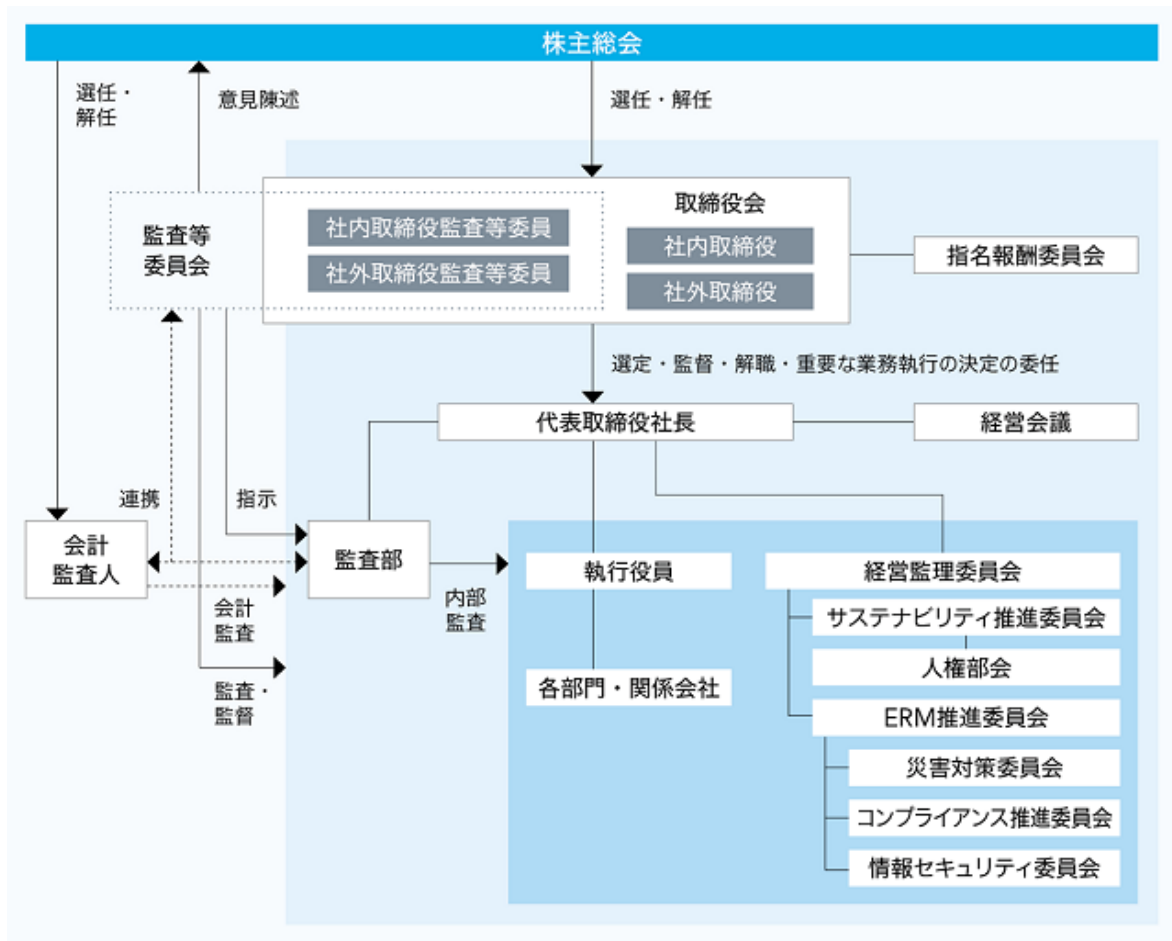 株主総会
選任・
解任
意見陳述
選任・解任
監査等
委員会
社内取締役監査等委員
社外取締役監査等委員
取締役会
社内取締役
社外取締役
指名報酬委員会
選定・監督・解職・重要な業務執行の決定の委任
代表取締役社長
経営会議
連携
指示
会計
監査人
監査部
内部
監査
会計
監査
監査・
監督
執行役員
各部門・関係会社
経営監理委員会
サステナビリティ推進委員会
人権部会
ERM推進委員会
災害対策委員会
コンプライアンス推進委員会
情報セキュリティ委員会